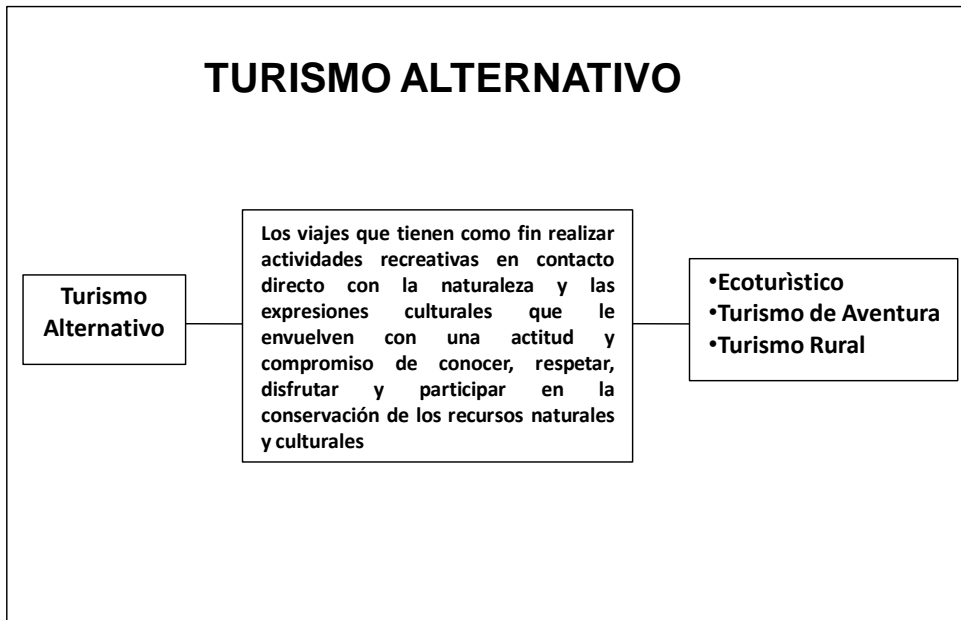 TURISMO ALTERNATIVO
Turismo
Alternativo
Los viajes que tienen como fin realizar
actividades recreativas en contacto
directo con la naturaleza y las
expresiones culturales que le
envuelven con una actitud y
compromiso de conocer, respetar,
disfrutar y participar en la
conservación de los recursos naturales
y culturales
•Ecoturìstico
•Turismo de Aventura
•Turismo Rural